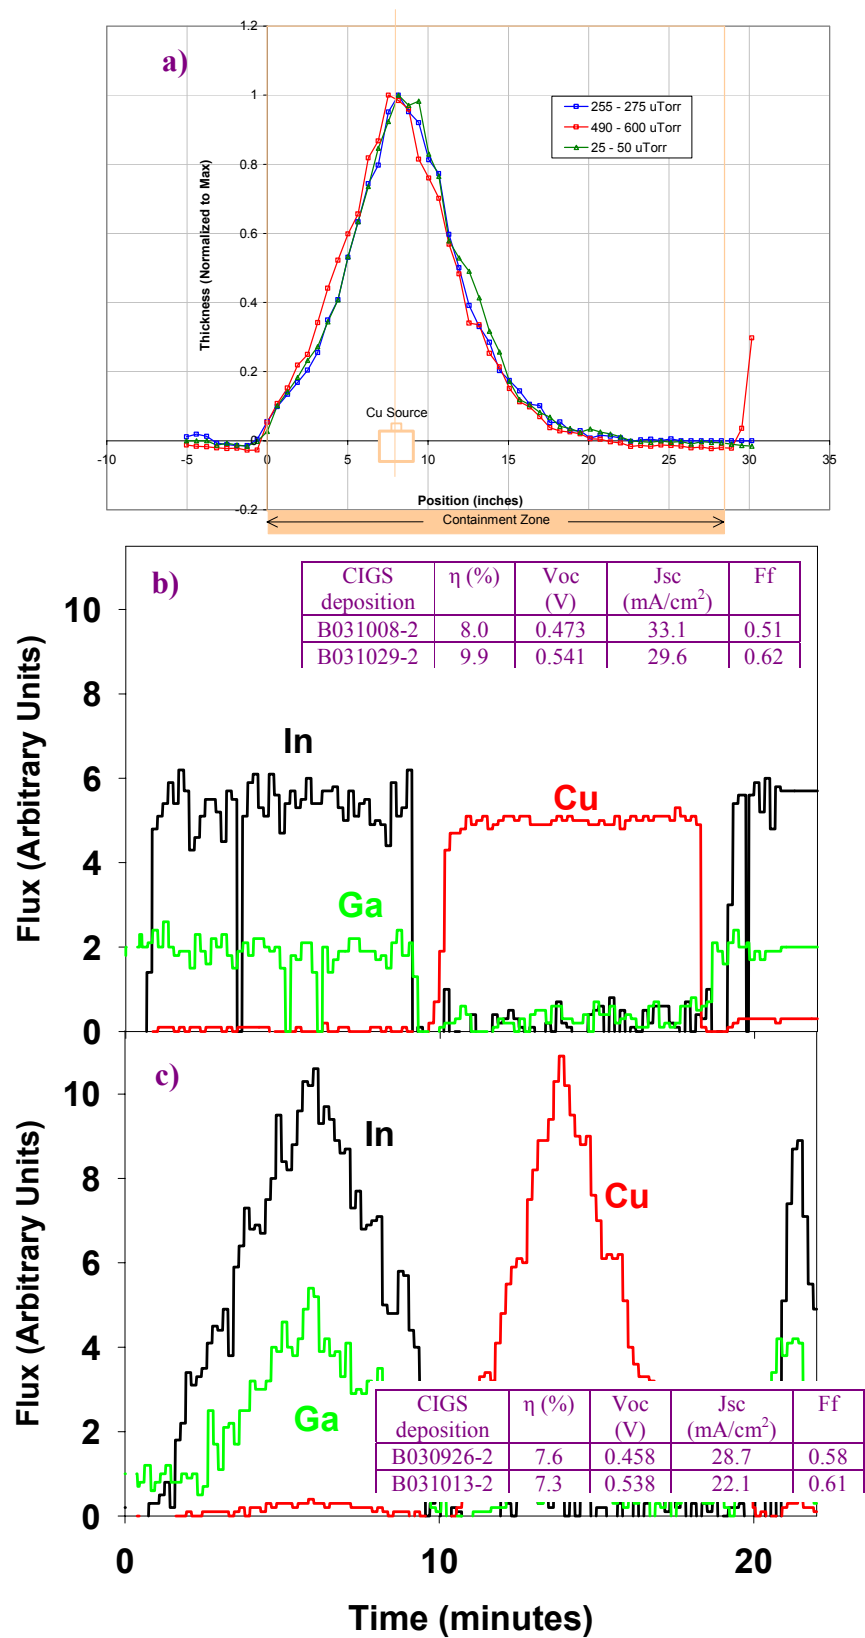 a)
1.2
1
0.8
0.6
0.4
0.2
0
-0.2
Thickness (Normalized to Max)
255 - 275 uTorr
490 - 600 uTorr
25 - 50 uTorr
Cu Source
-10 -5 0 5 10 15 20 25 30 35
Position (inches)
Containment Zone
b)
CIGS deposition η (%) Voc (V) Jsc (mA/cm²) Ff
B031008-2 8.0 0.473 33.1 0.51
B031029-2 9.9 0.541 29.6 0.62
10
8
6
4
2
0
Flux (Arbitrary Units)
In
Cu
Ga
c)
10
8
6
4
2
0
Flux (Arbitrary Units)
In
Cu
Ga
CIGS deposition η (%) Voc (V) Jsc (mA/cm²) Ff
B030926-2 7.6 0.458 28.7 0.58
B031013-2 7.3 0.538 22.1 0.61
0 10 20
Time (minutes)